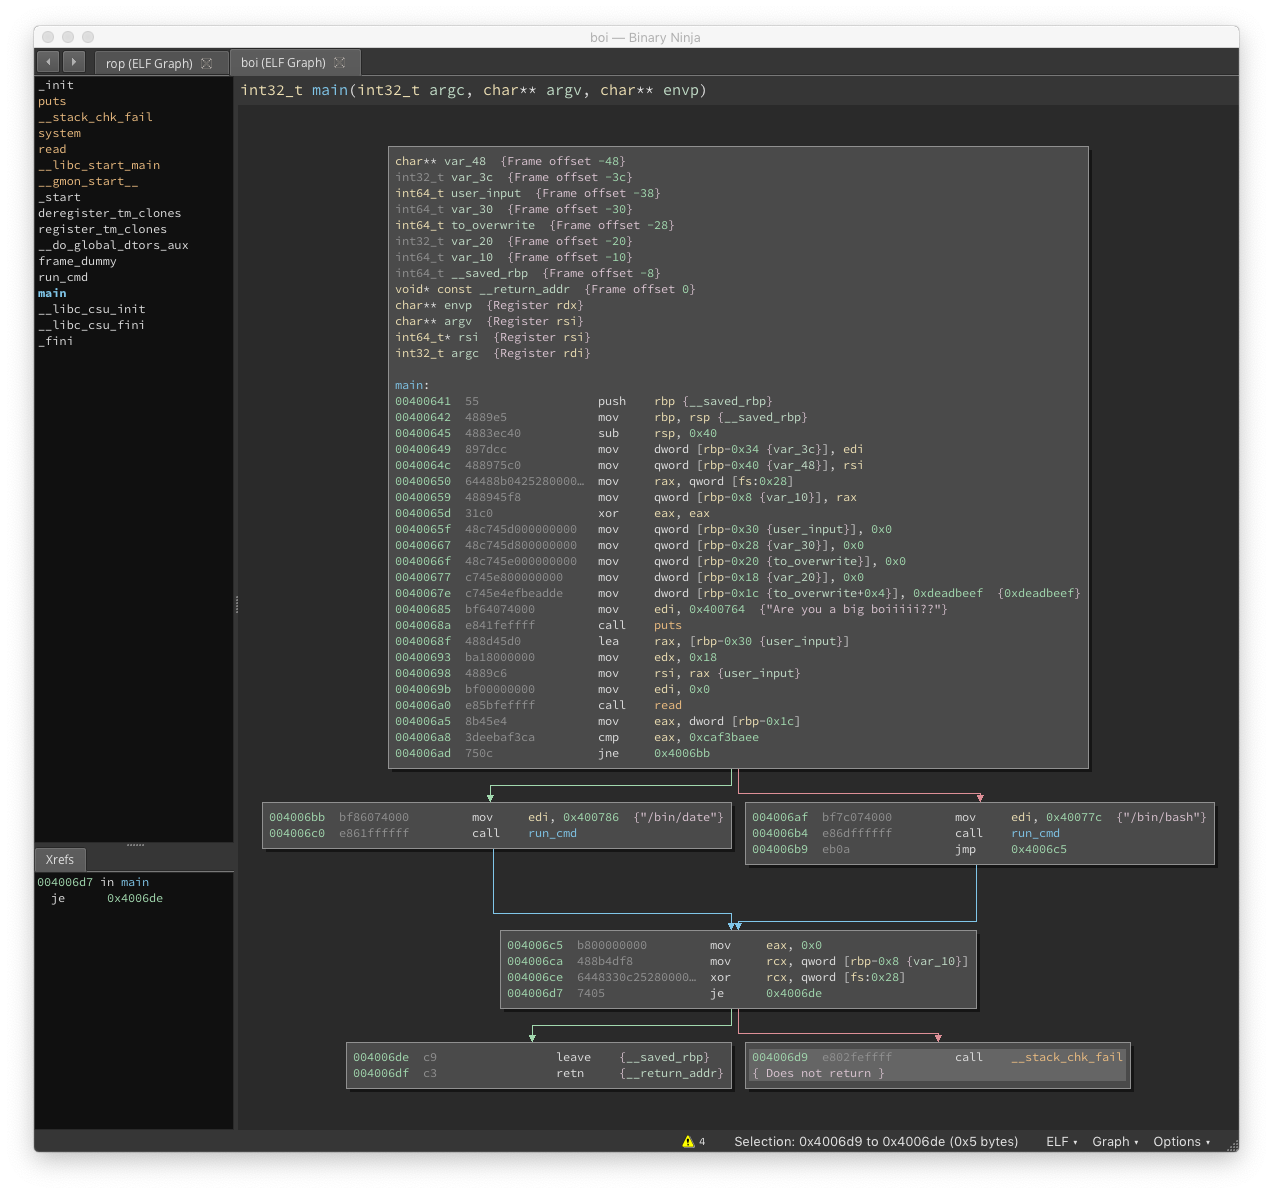 boi — Binary Ninja
rop (ELF Graph)
boi (ELF Graph)
_init
puts
__stack_chk_fail
system
read
__libc_start_main
__gmon_start__
_start
deregister_tm_clones
register_tm_clones
__do_global_dtors_aux
frame_dummy
run_cmd
main
__libc_csu_init
__libc_csu_fini
_fini
Xrefs
004006d7 in main
je 0x4006de
int32_t main(int32_t argc, char** argv, char** envp)
char** var_48 {Frame offset -48}
int32_t var_3c {Frame offset -3c}
int64_t user_input {Frame offset -38}
int64_t var_30 {Frame offset -30}
int64_t to_overwrite {Frame offset -28}
int32_t var_20 {Frame offset -20}
int64_t var_10 {Frame offset -10}
int64_t __saved_rbp {Frame offset -8}
void* const __return_addr {Frame offset 0}
char** envp {Register rdx}
char** argv {Register rsi}
int64_t* rsi {Register rsi}
int32_t argc {Register rdi}
main:
00400641 55 push rbp {__saved_rbp}
00400642 4889e5 mov rbp, rsp {__saved_rbp}
00400645 4883ec40 sub rsp, 0x40
00400649 897dcc mov dword [rbp-0x34 {var_3c}], edi
0040064c 488975c0 mov qword [rbp-0x40 {var_48}], rsi
00400650 64488b0425280000… mov rax, qword [fs:0x28]
00400659 488945f8 mov qword [rbp-0x8 {var_10}], rax
0040065d 31c0 xor eax, eax
0040065f 48c745d000000000 mov qword [rbp-0x30 {user_input}], 0x0
00400667 48c745d800000000 mov qword [rbp-0x28 {var_30}], 0x0
0040066f 48c745e000000000 mov qword [rbp-0x20 {to_overwrite}], 0x0
00400677 c745e800000000 mov dword [rbp-0x18 {var_20}], 0x0
0040067e c745e4efbeadde mov dword [rbp-0x1c {to_overwrite+0x4}], 0xdeadbeef {0xdeadbeef}
00400685 bf64074000 mov edi, 0x400764 {"Are you a big boiiiii??"}
0040068a e841feffff call puts
0040068f 488d45d0 lea rax, [rbp-0x30 {user_input}]
00400693 ba18000000 mov edx, 0x18
00400698 4889c6 mov rsi, rax {user_input}
0040069b bf00000000 mov edi, 0x0
004006a0 e85bfeffff call read
004006a5 8b45e4 mov eax, dword [rbp-0x1c]
004006a8 3deebaf3ca cmp eax, 0xcaf3baee
004006ad 750c jne 0x4006bb
004006bb bf86074000 mov edi, 0x400786 {"/bin/date"}
004006c0 e861ffffff call run_cmd
004006af bf7c074000 mov edi, 0x40077c {"/bin/bash"}
004006b4 e86dffffff call run_cmd
004006b9 eb0a jmp 0x4006c5
004006c5 b800000000 mov eax, 0x0
004006ca 488b4df8 mov rcx, qword [rbp-0x8 {var_10}]
004006ce 6448330c25280000… xor rcx, qword [fs:0x28]
004006d7 7405 je 0x4006de
004006de c9 leave {__saved_rbp}
004006df c3 retn {__return_addr}
004006d9 e802feffff call __stack_chk_fail
{ Does not return }
4
Selection: 0x4006d9 to 0x4006de (0x5 bytes)
ELF
Graph
Options